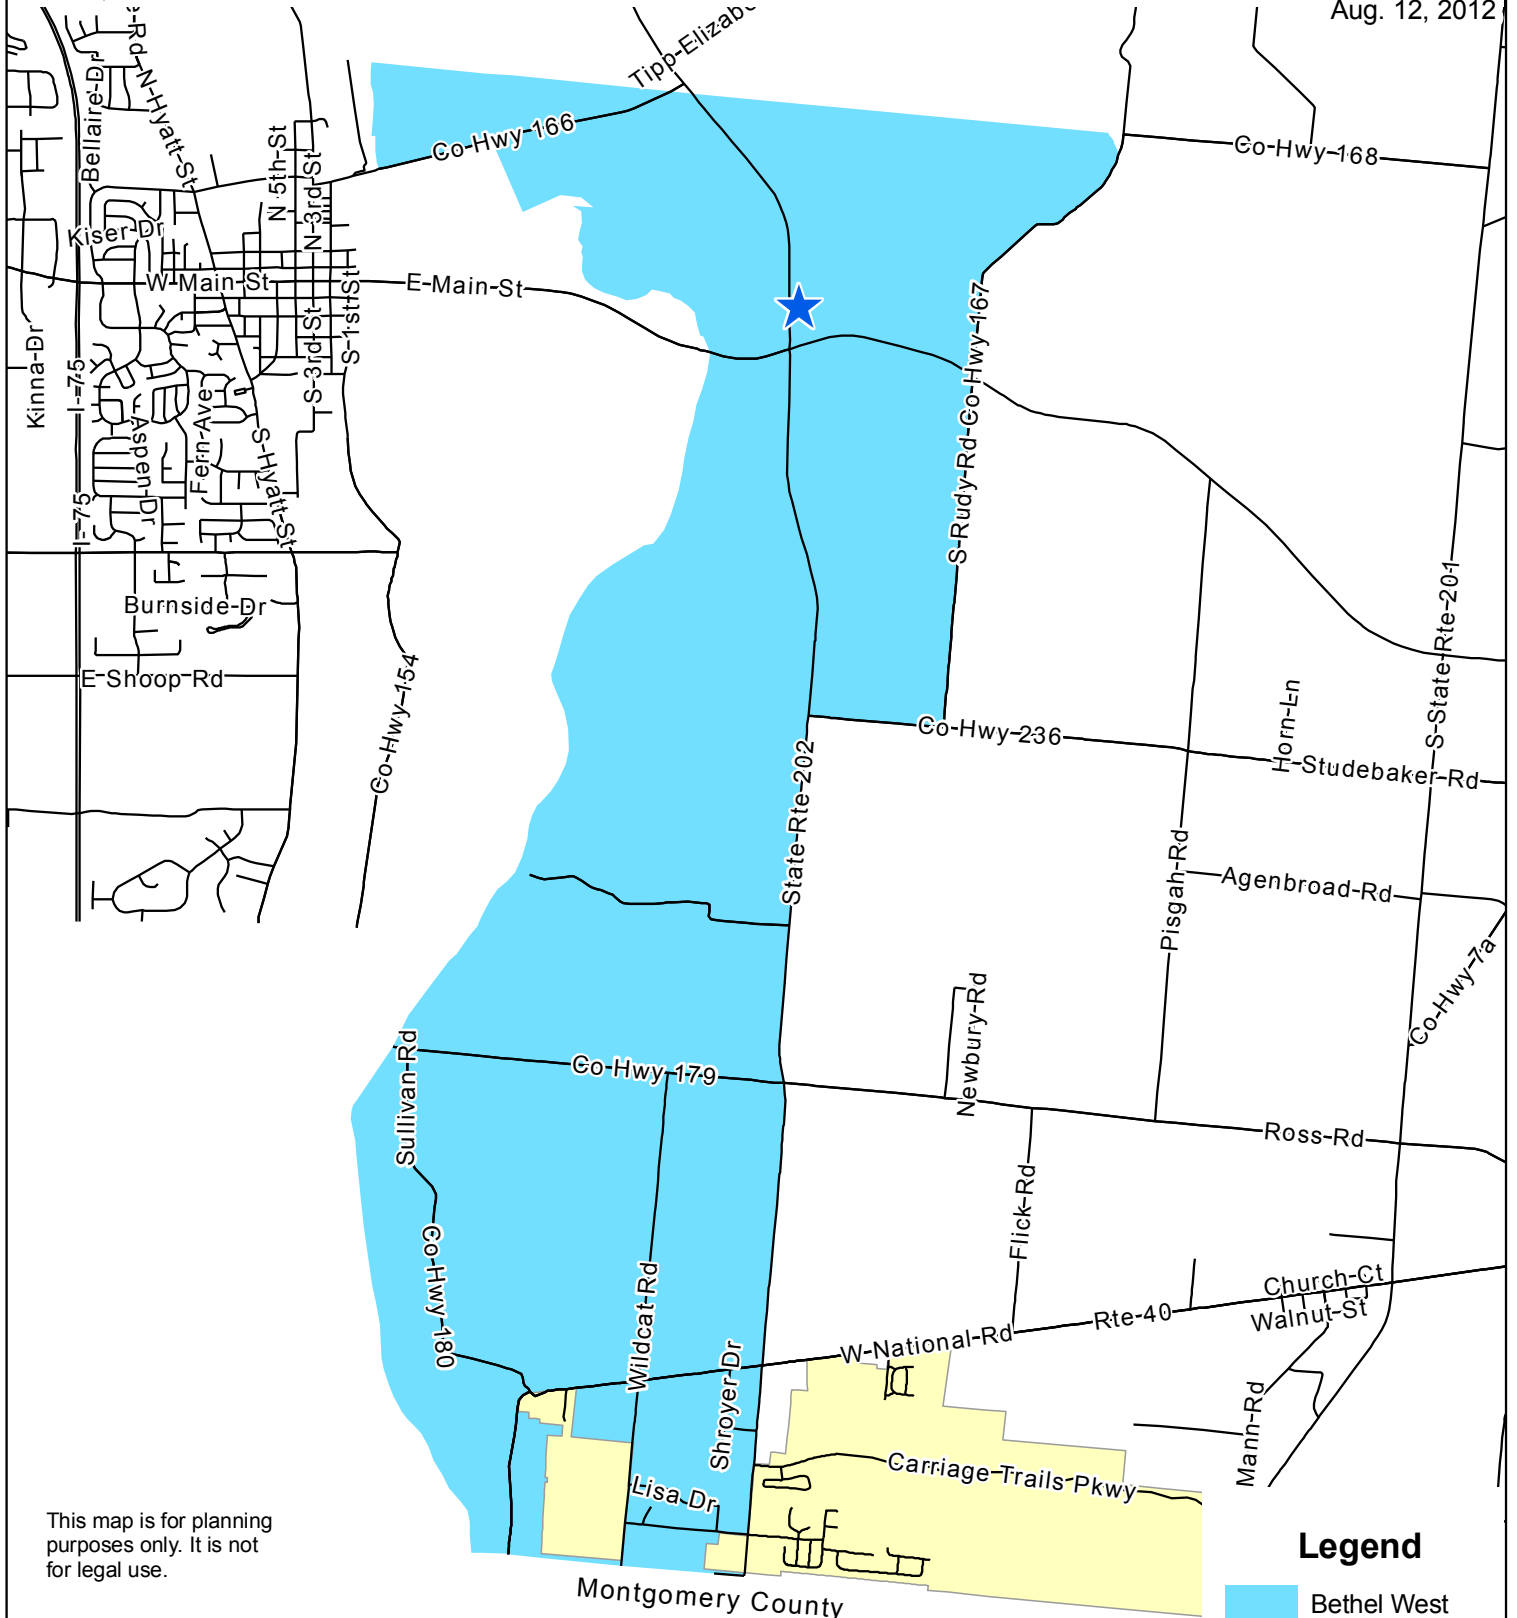 Aug. 12, 2012
Tipp-Elizabe
e-Rd
N-Hyatt-St
Bellaire-Dr
Co-Hwy-166
Co-Hwy-168
N 5th-St
N-3rd-St
Kiser-Dr
W-Main-St
E-Main-St
S-1st-St
S-3rd-St
Kinna-Dr
I-75
S-Rudy-Rd-Co-Hwy-167
Aspen-Dr
Fern-Ave
S-Hyatt-St
I-75
Burnside-Dr
E-Shoop-Rd
Co-Hwy-154
S-State-Rte-201
Horn-Ln
Co-Hwy-236
Studebaker-Rd
State-Rte-202
Pisgah-Rd
Agenbroad-Rd
Co-Hwy-7a
Newbury-Rd
Sullivan-Rd
Co Hwy 179
Ross-Rd
Flick-Rd
Co-Hwy-180
Wildcat-Rd
Church-Ct
Walnut-St
Rte-40
W-National-Rd
Shroyer-Dr
Mann-Rd
Carriage-Trails-Pkwy
Lisa Dr
This map is for planning
purposes only. It is not
for legal use.
Legend
Montgomery County
Bethel West